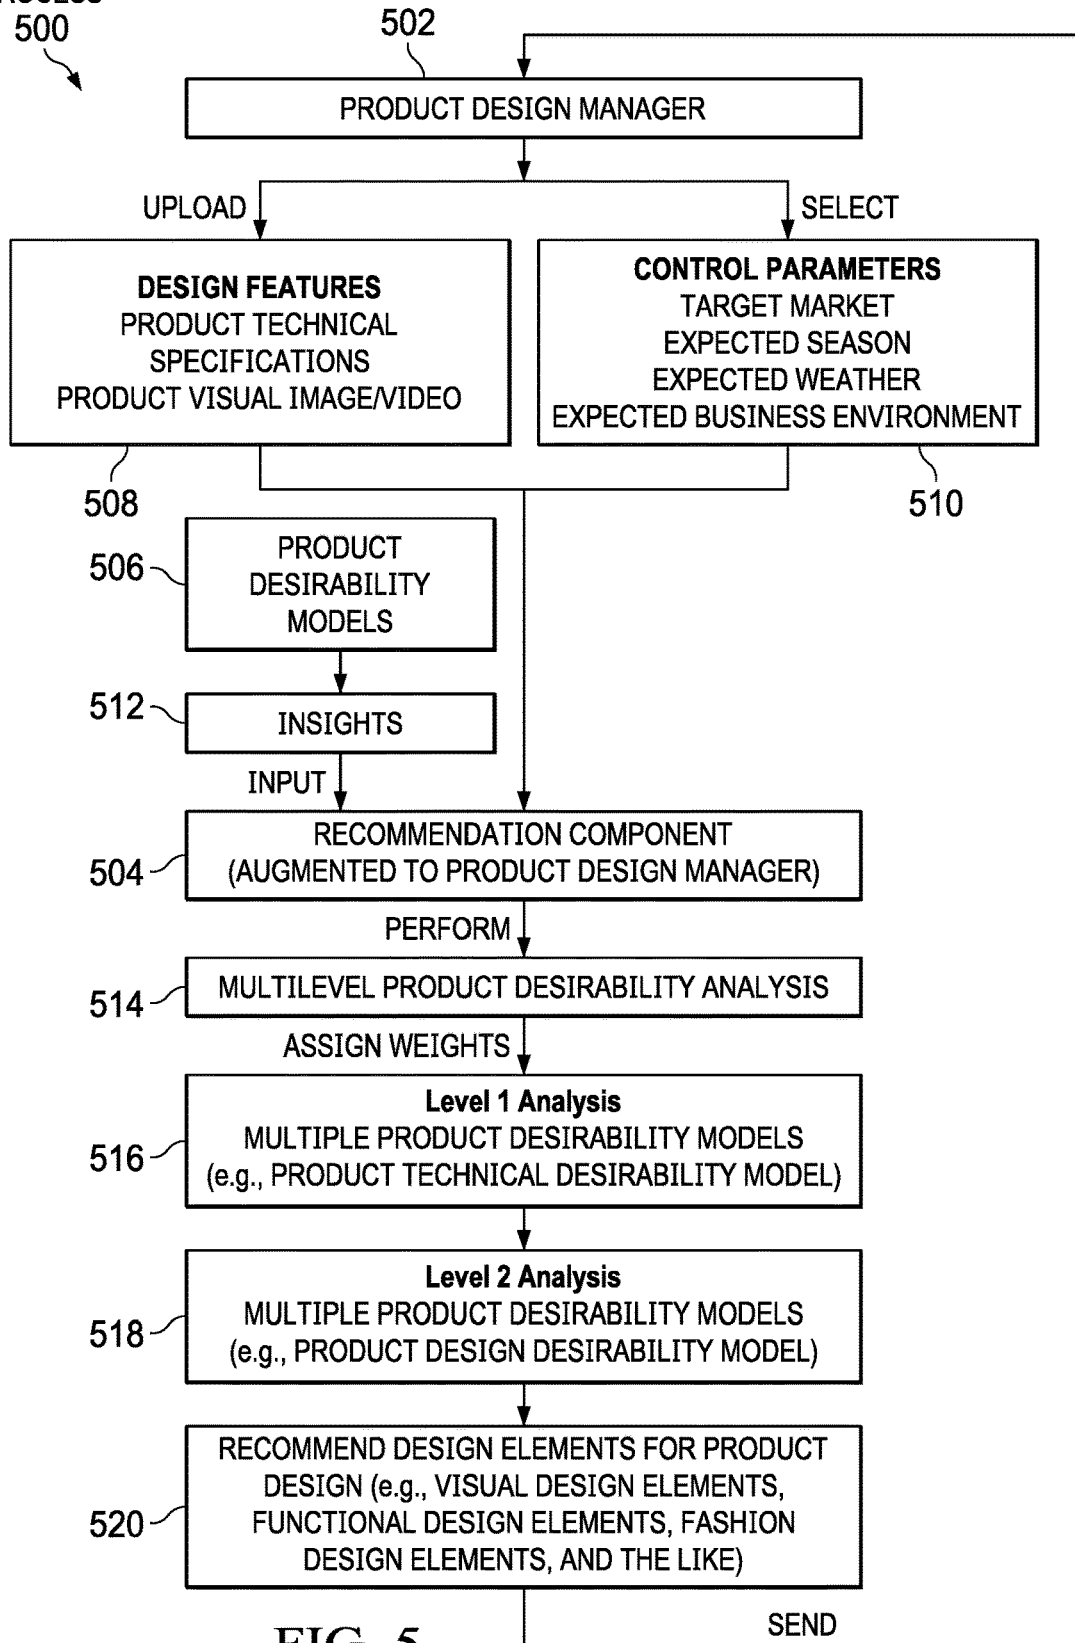 500
502
PRODUCT DESIGN MANAGER
UPLOAD
SELECT
DESIGN FEATURES
PRODUCT TECHNICAL
SPECIFICATIONS
PRODUCT VISUAL IMAGE/VIDEO
CONTROL PARAMETERS
TARGET MARKET
EXPECTED SEASON
EXPECTED WEATHER
EXPECTED BUSINESS ENVIRONMENT
508
510
506
PRODUCT
DESIRABILITY
MODELS
512
INSIGHTS
INPUT
504
RECOMMENDATION COMPONENT
(AUGMENTED TO PRODUCT DESIGN MANAGER)
PERFORM
514
MULTILEVEL PRODUCT DESIRABILITY ANALYSIS
ASSIGN WEIGHTS
516
Level 1 Analysis
MULTIPLE PRODUCT DESIRABILITY MODELS
(e.g., PRODUCT TECHNICAL DESIRABILITY MODEL)
518
Level 2 Analysis
MULTIPLE PRODUCT DESIRABILITY MODELS
(e.g., PRODUCT DESIGN DESIRABILITY MODEL)
520
RECOMMEND DESIGN ELEMENTS FOR PRODUCT
DESIGN (e.g., VISUAL DESIGN ELEMENTS,
FUNCTIONAL DESIGN ELEMENTS, FASHION
DESIGN ELEMENTS, AND THE LIKE)
SEND
FIG. 5